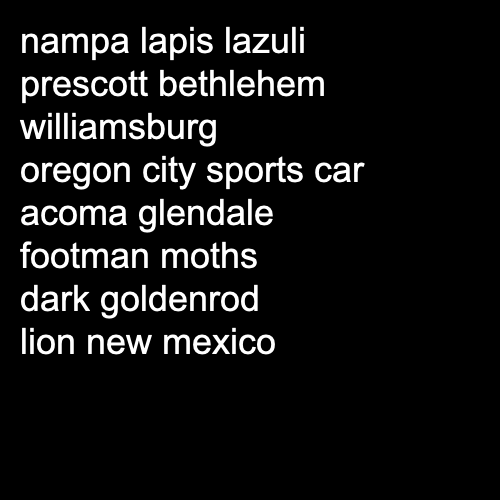 nampa lapis lazuli
prescott bethlehem
williamsburg
oregon city sports car
acoma glendale
footman moths
dark goldenrod
lion new mexico